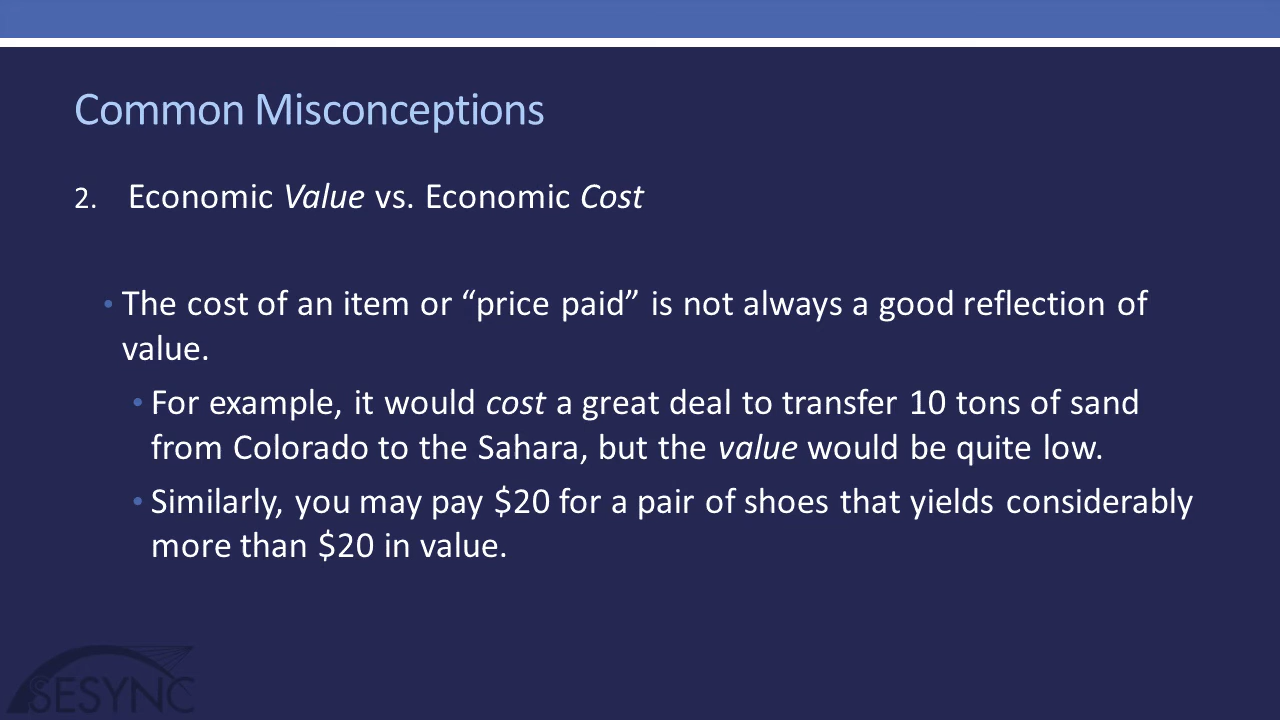 Common Misconceptions
2. Economic Value vs. Economic Cost
• The cost of an item or “price paid” is not always a good reflection of
value.
• For example, it would cost a great deal to transfer 10 tons of sand
from Colorado to the Sahara, but the value would be quite low.
• Similarly, you may pay $20 for a pair of shoes that yields considerably
more than $20 in value.
SESYNC